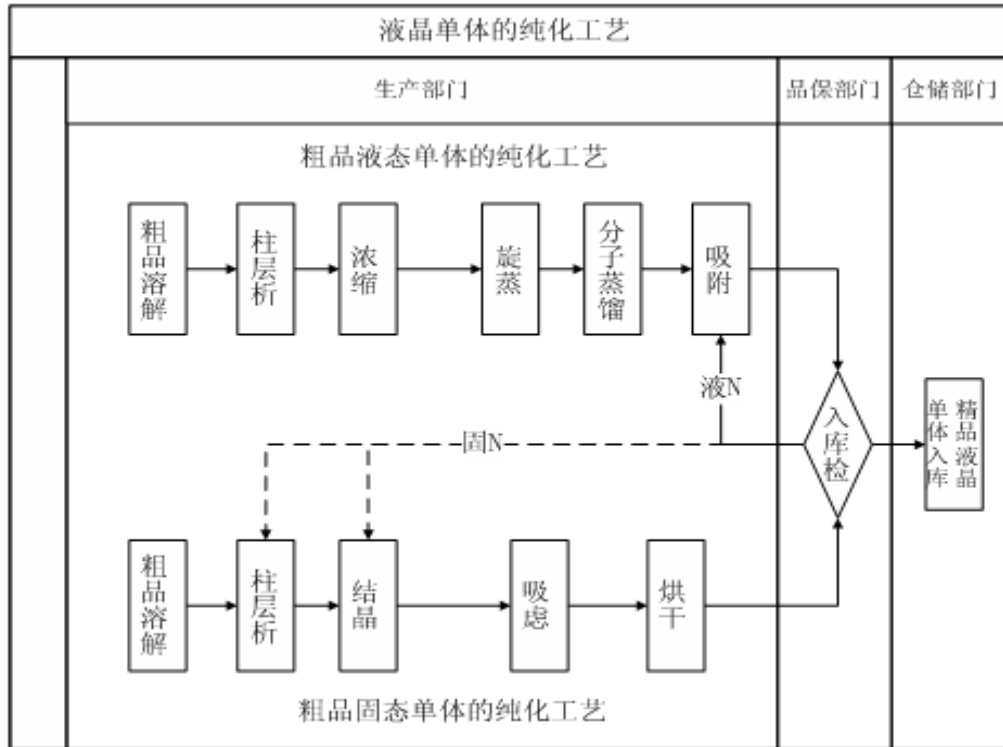 液晶单体的纯化工艺
生产部门
品保部门
仓储部门
粗品液态单体的纯化工艺
粗品溶解
柱层析
浓缩
旋蒸
分子蒸馏
吸附
液N
固N
入库检
精品液晶
单体入库
粗品溶解
柱层析
结晶
吸虑
烘干
粗品固态单体的纯化工艺